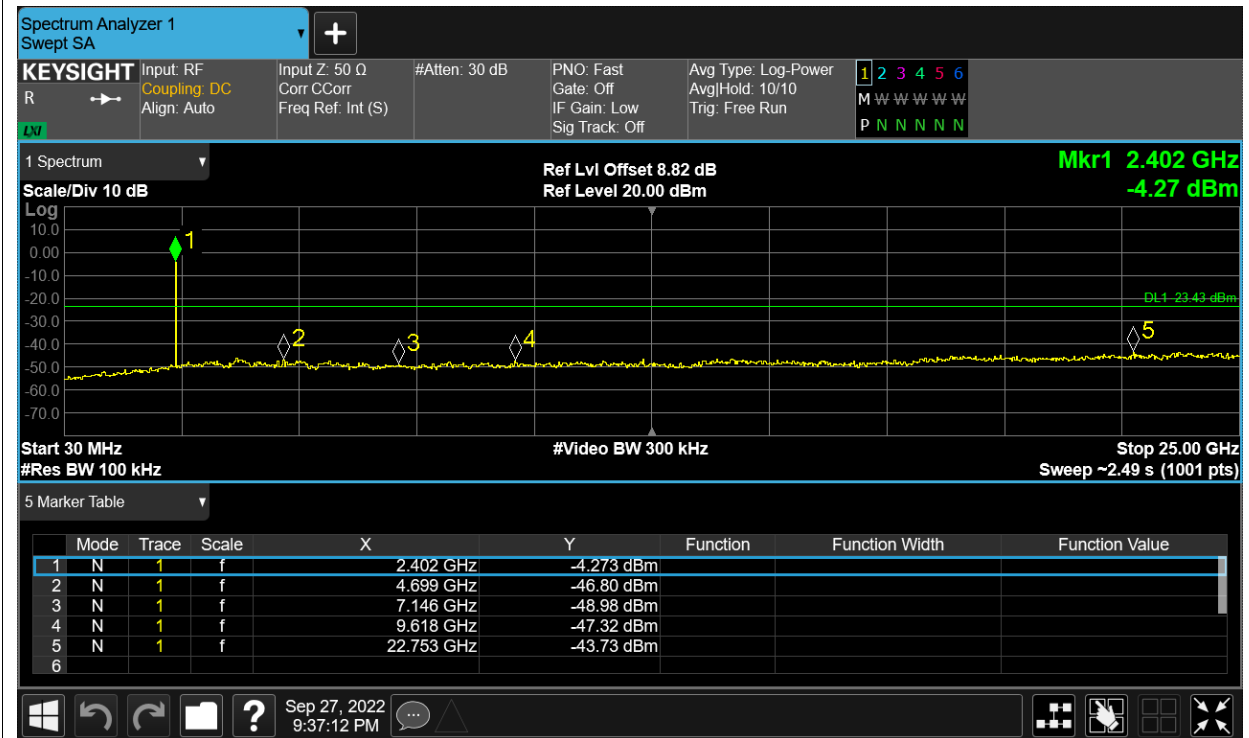 Spectrum Analyzer 1
Swept SA
+
KEYSIGHT
R
LXI
Input: RF
Coupling: DC
Align: Auto
Input Z: 50 Ω
Corr CCorr
Freq Ref: Int (S)
#Atten: 30 dB
PNO: Fast
Gate: Off
IF Gain: Low
Sig Track: Off
Avg Type: Log-Power
Avg|Hold: 10/10
Trig: Free Run
1 2 3 4 5 6
M W W W W W
P N N N N N
1 Spectrum
Scale/Div 10 dB
Ref Lvl Offset 8.82 dB
Ref Level 20.00 dBm
Mkr1 2.402 GHz
-4.27 dBm
Log
10.0
0.00
-10.0
-20.0
-30.0
-40.0
-50.0
-60.0
-70.0
1
2
3
4
5
DL1 -23.43 dBm
Start 30 MHz
#Video BW 300 kHz
Stop 25.00 GHz
#Res BW 100 kHz
Sweep ~2.49 s (1001 pts)
5 Marker Table
Mode Trace Scale X Y Function Function Width Function Value
1 N 1 f 2.402 GHz -4.273 dBm
2 N 1 f 4.699 GHz -46.80 dBm
3 N 1 f 7.146 GHz -48.98 dBm
4 N 1 f 9.618 GHz -47.32 dBm
5 N 1 f 22.753 GHz -43.73 dBm
6
?
Sep 27, 2022
9:37:12 PM